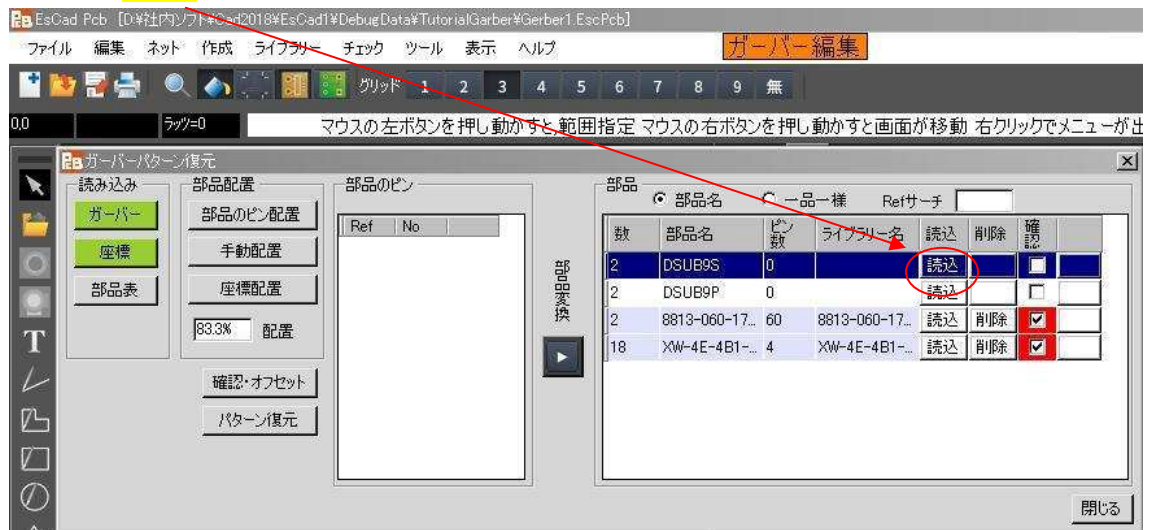 EsCad Pcb [D:¥社内ソフト¥Cad2018¥EsCad1¥DebugData¥TutorialGarber¥Gerber1.EscPcb]
ファイル 編集 ネット 作成 ライブラリー チェック ツール 表示 ヘルプ ガーバー編集
グリッド 1 2 3 4 5 6 7 8 9 無
0,0 ラッツ=0 マウスの左ボタンを押し動かすと,範囲指定 マウスの右ボタンを押し動かすと画面が移動 右クリックでメニューが出
ガーバーパターン復元
読み込み 部品配置 部品のピン 部品
部品名 一品一様 Refサーチ
ガーバー 部品のピン配置 Ref No
数 部品名 ピン数 ライブラリー名 読込 削除 確認
座標 手動配置
2 DSUB9S 0 読込
部品表 座標配置
2 DSUB9P 0 読込
部品変換
83.3% 配置
2 8813-060-17... 60 8813-060-17... 読込 削除
18 XW-4E-4B1-... 4 XW-4E-4B1-... 読込 削除
確認・オフセット
パターン復元
T
閉じる